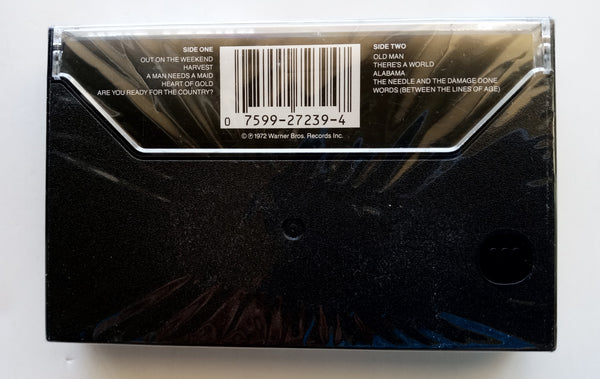 SIDE ONE
OUT ON THE WEEKEND
HARVEST
A MAN NEEDS A MAID
HEART OF GOLD
ARE YOU READY FOR THE COUNTRY?
0 7599-27239-4
℗ © 1972 Warner Bros. Records Inc.
SIDE TWO
OLD MAN
THERE'S A WORLD
ALABAMA
THE NEEDLE AND THE DAMAGE DONE
WORDS (BETWEEN THE LINES OF AGE)